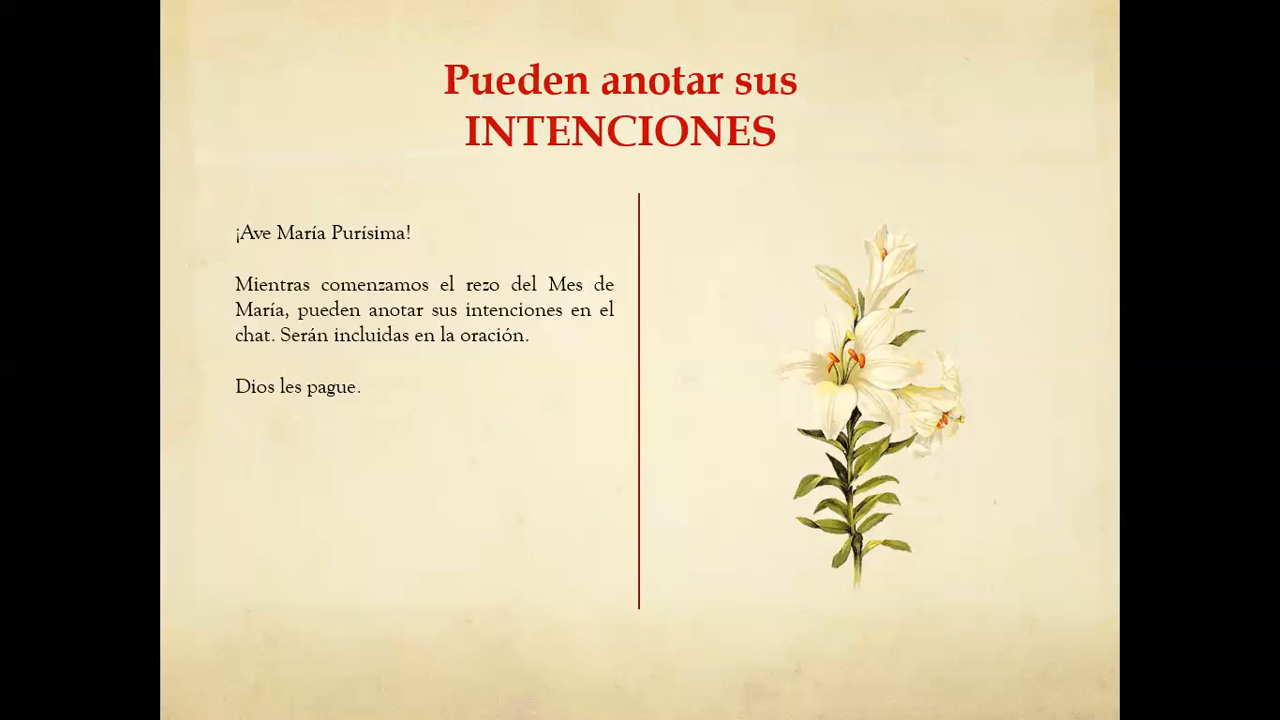 Pueden anotar sus
INTENCIONES
¡Ave María Purísima!
Mientras comenzamos el rezo del Mes de
María, pueden anotar sus intenciones en el
chat. Serán incluidas en la oración.
Dios les pague.